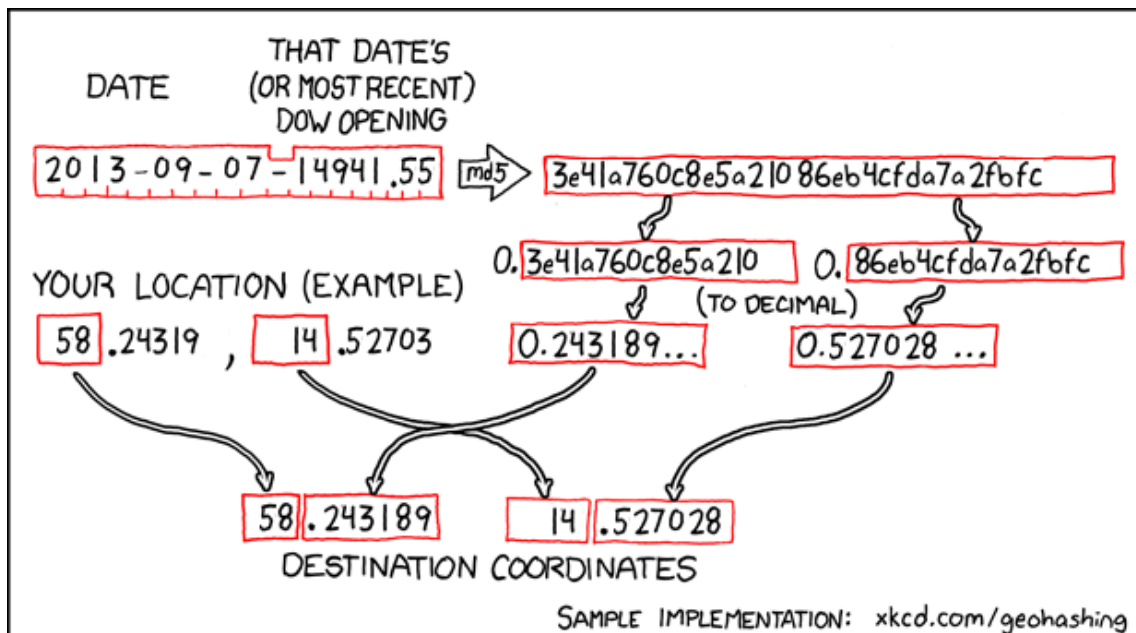 DATE
THAT DATE'S
(OR MOST RECENT)
DOW OPENING
2013-09-07-14941.55
md5
3e41a760c8e5a21086eb4cfda7a2fbfc
0.3e41a760c8e5a210
0.86eb4cfda7a2fbfc
YOUR LOCATION (EXAMPLE)
(TO DECIMAL)
58.24319, 14.52703
0.243189...
0.527028 ...
58.243189
14.527028
DESTINATION COORDINATES
SAMPLE IMPLEMENTATION: xkcd.com/geohashing